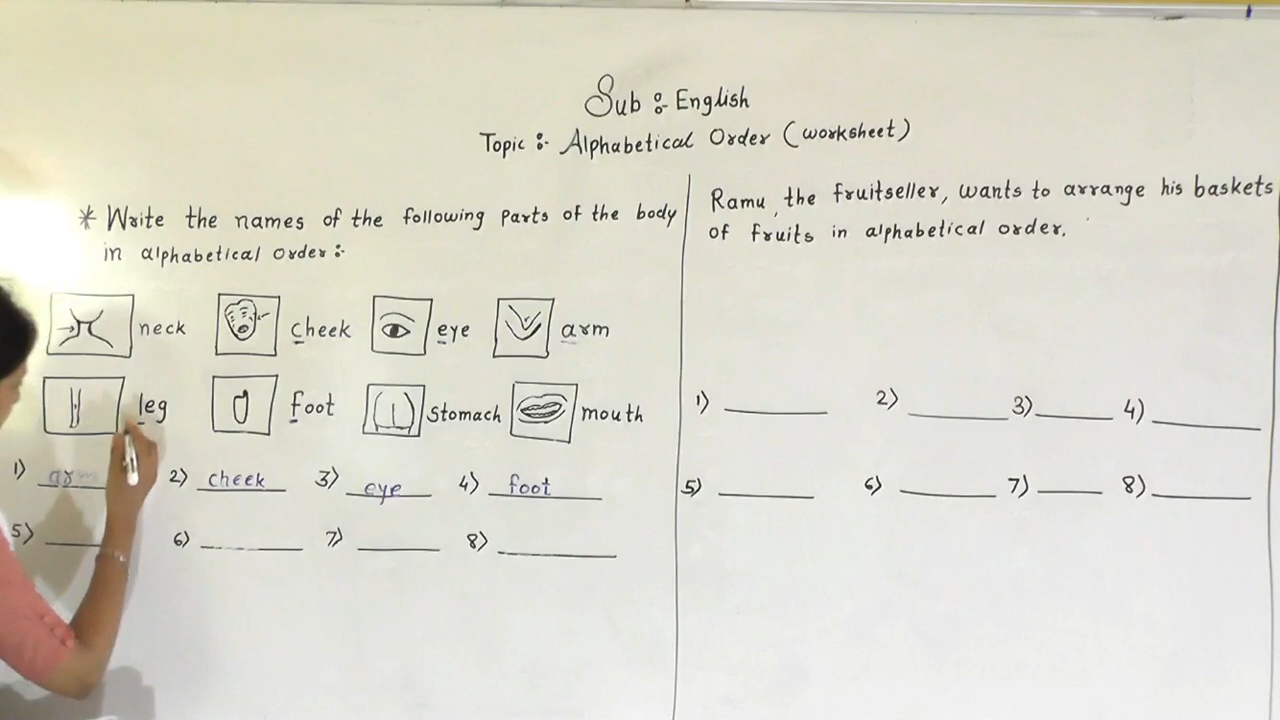 Sub :- English
Topic :- Alphabetical Order (worksheet)
* Write the names of the following parts of the body
in alphabetical order :-
neck cheek eye arm
leg foot stomach mouth
1) arm 2) cheek 3) eye 4) foot
5) 6) 7) 8)
Ramu, the fruitseller, wants to arrange his baskets
of fruits in alphabetical order.
1) 2) 3) 4)
5) 6) 7) 8)